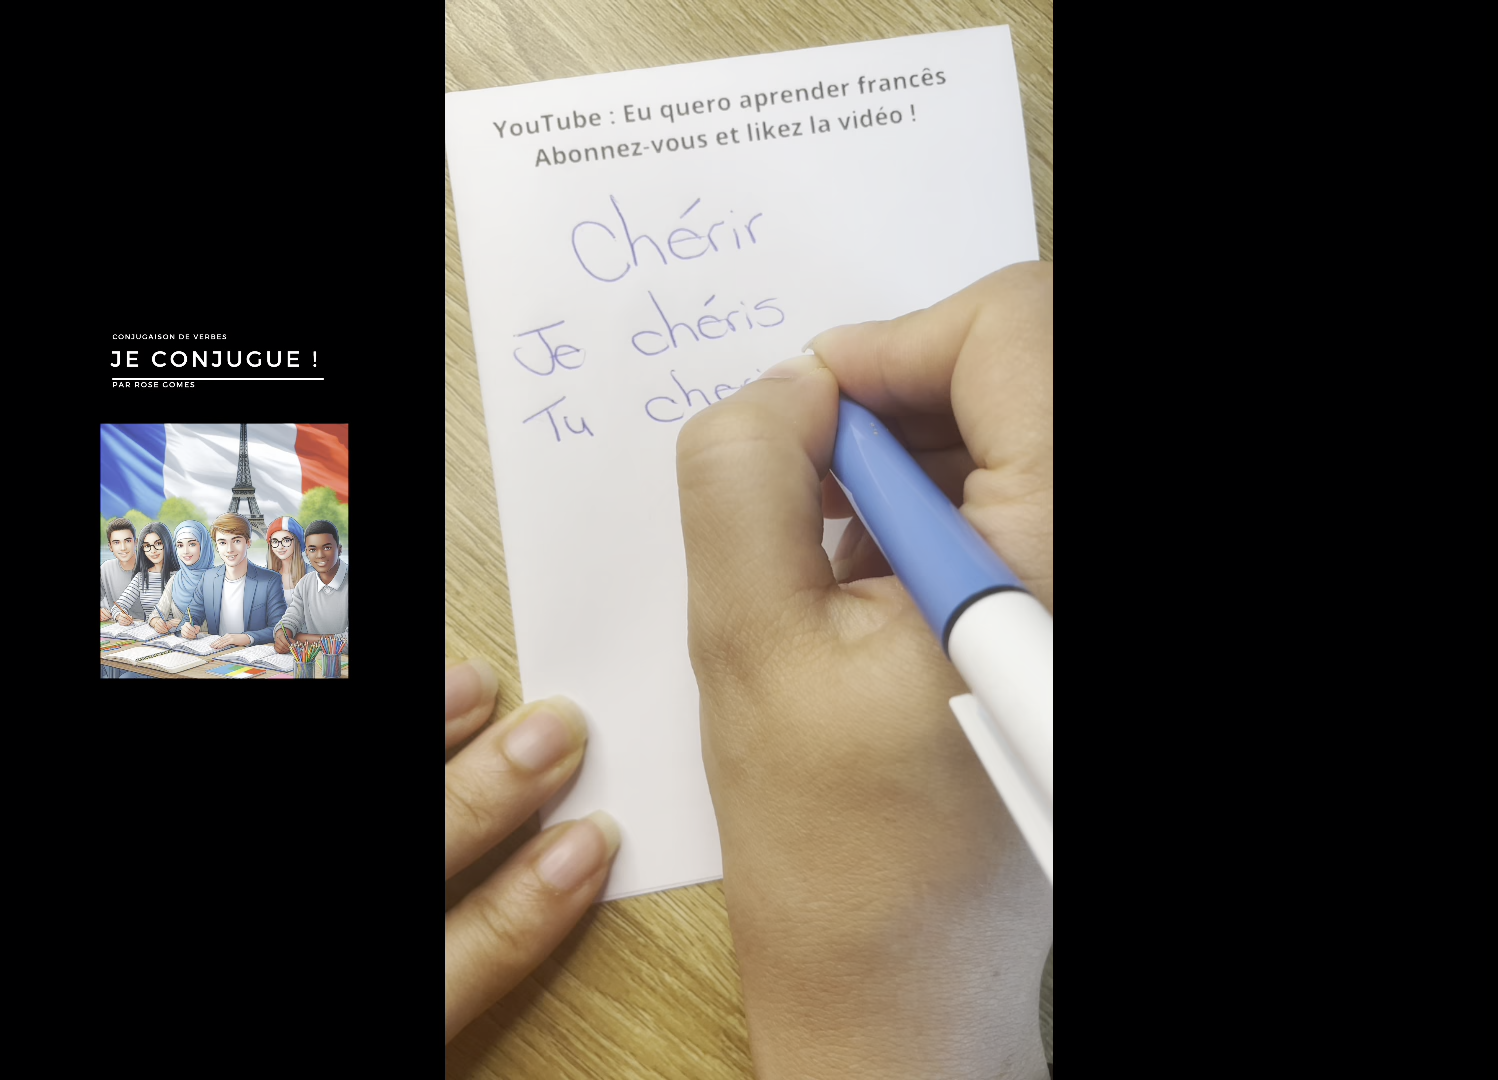 CONJUGAISON DE VERBES
JE CONJUGUE !
PAR ROSE GOMES
YouTube : Eu quero aprender francês
Abonnez-vous et likez la vidéo !
Chérir
Je chéris
Tu